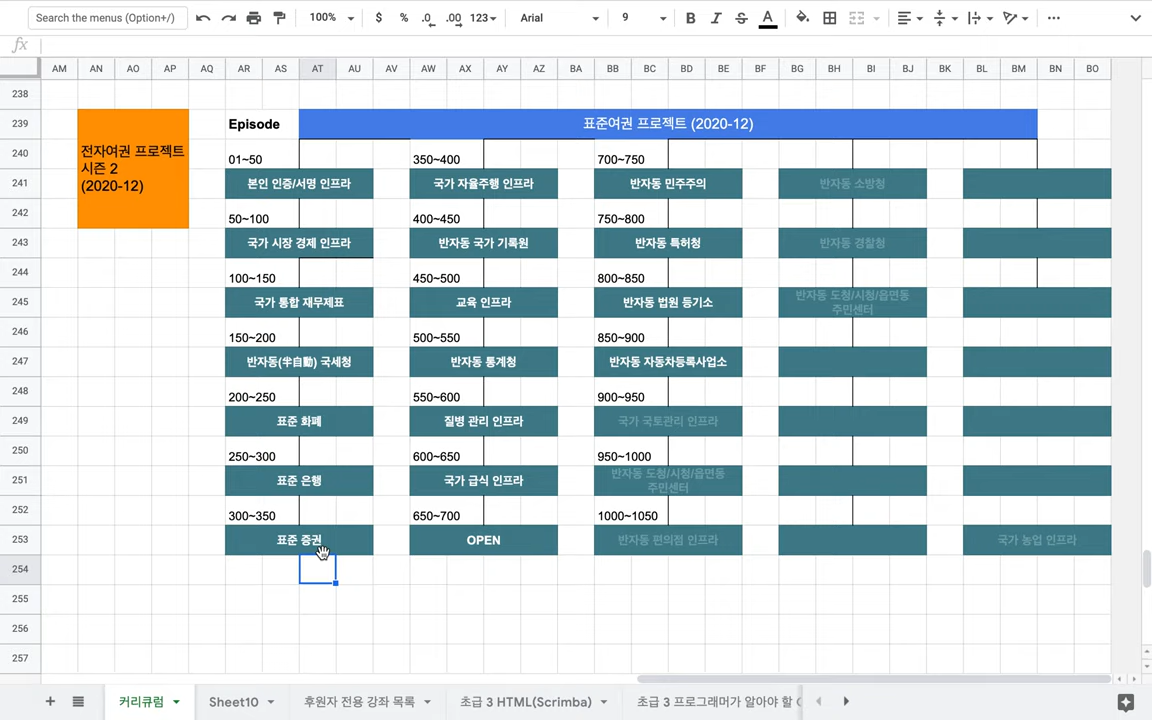 Search the menus (Option+/)
100%
$ % .0 .00 123
Arial
9
B I S A
fx
AM AN AO AP AQ AR AS AT AU AV AW AX AY AZ BA BB BC BD BE BF BG BH BI BJ BK BL BM BN BO
238
239
Episode
표준여권 프로젝트 (2020-12)
전자여권 프로젝트
시즌 2
(2020-12)
240
01~50
350~400
700~750
241
본인 인증/서명 인프라
국가 자율주행 인프라
반자동 민주주의
반자동 소방청
242
50~100
400~450
750~800
243
국가 시장 경제 인프라
반자동 국가 기록원
반자동 특허청
반자동 경찰청
244
100~150
450~500
800~850
245
국가 통합 재무제표
교육 인프라
반자동 법원 등기소
반자동 도청/시청/읍면동
주민센터
246
150~200
500~550
850~900
247
반자동(半自動) 국세청
반자동 통계청
반자동 자동차등록사업소
248
200~250
550~600
900~950
249
표준 화폐
질병 관리 인프라
국가 국토관리 인프라
250
250~300
600~650
950~1000
251
표준 은행
국가 급식 인프라
반자동 도청/시청/읍면동
주민센터
252
300~350
650~700
1000~1050
253
표준 증권
OPEN
반자동 편의점 인프라
국가 농업 인프라
254
255
256
257
커리큘럼
Sheet10
후원자 전용 강좌 목록
초급 3 HTML(Scrimba)
초급 3 프로그래머가 알아야 할